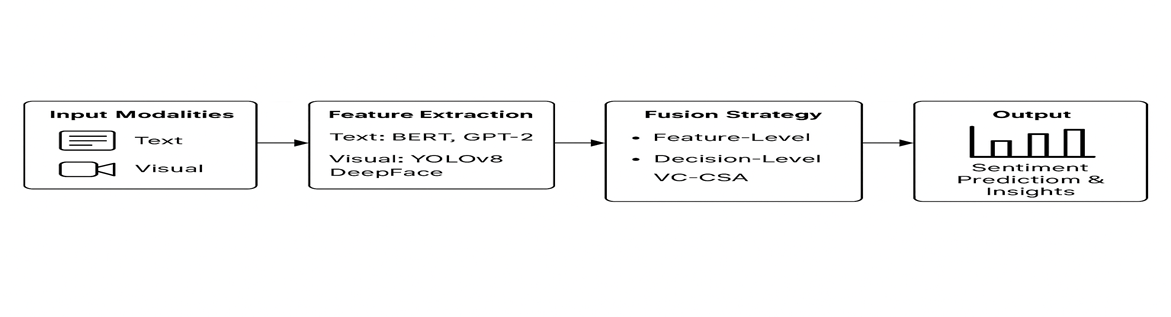 Input Modalities
Text
Visual
Feature Extraction
Text: BERT, GPT-2
Visual: YOLOv8
DeepFace
Fusion Strategy
• Feature-Level
• Decision-Level
VC-CSA
Output
Sentiment
Predictiom &
Insights